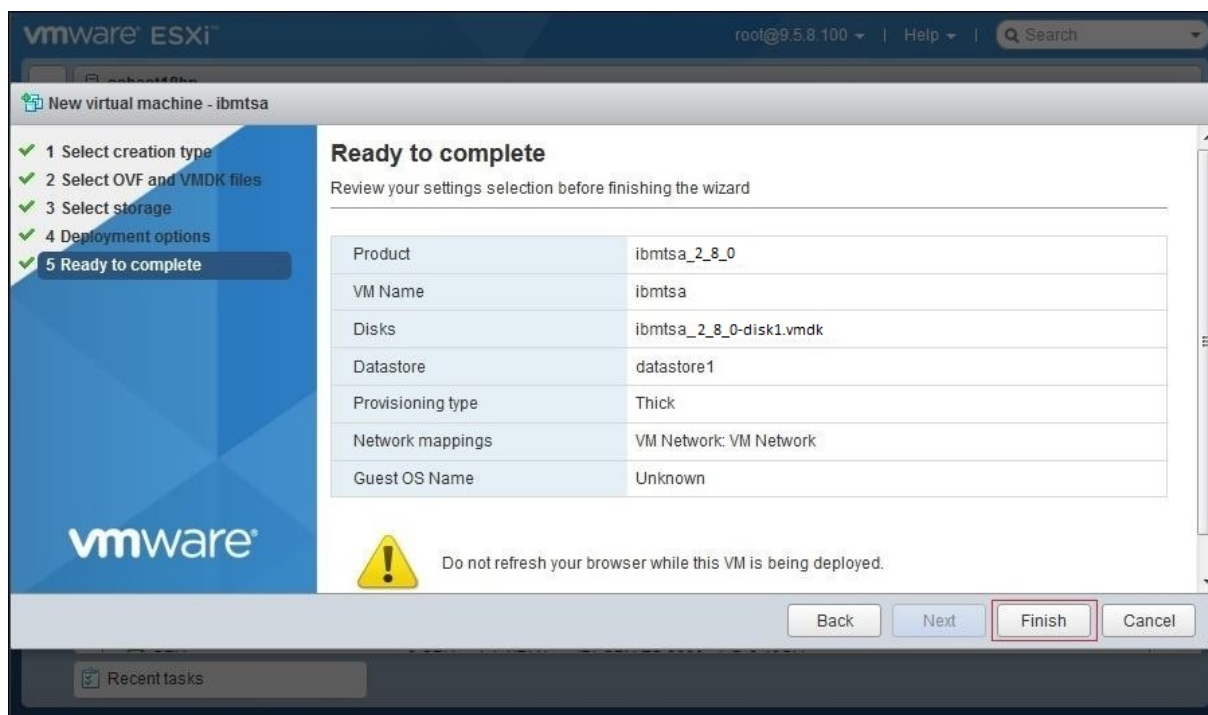 vmware ESXi™
root@9.5.8.100 | Help | Search
New virtual machine - ibmtsa
1 Select creation type
2 Select OVF and VMDK files
3 Select storage
4 Deployment options
5 Ready to complete
vmware®
Ready to complete
Review your settings selection before finishing the wizard
Product ibmtsa_2_8_0
VM Name ibmtsa
Disks ibmtsa_2_8_0-disk1.vmdk
Datastore datastore1
Provisioning type Thick
Network mappings VM Network: VM Network
Guest OS Name Unknown
Do not refresh your browser while this VM is being deployed.
Back Next Finish Cancel
Recent tasks